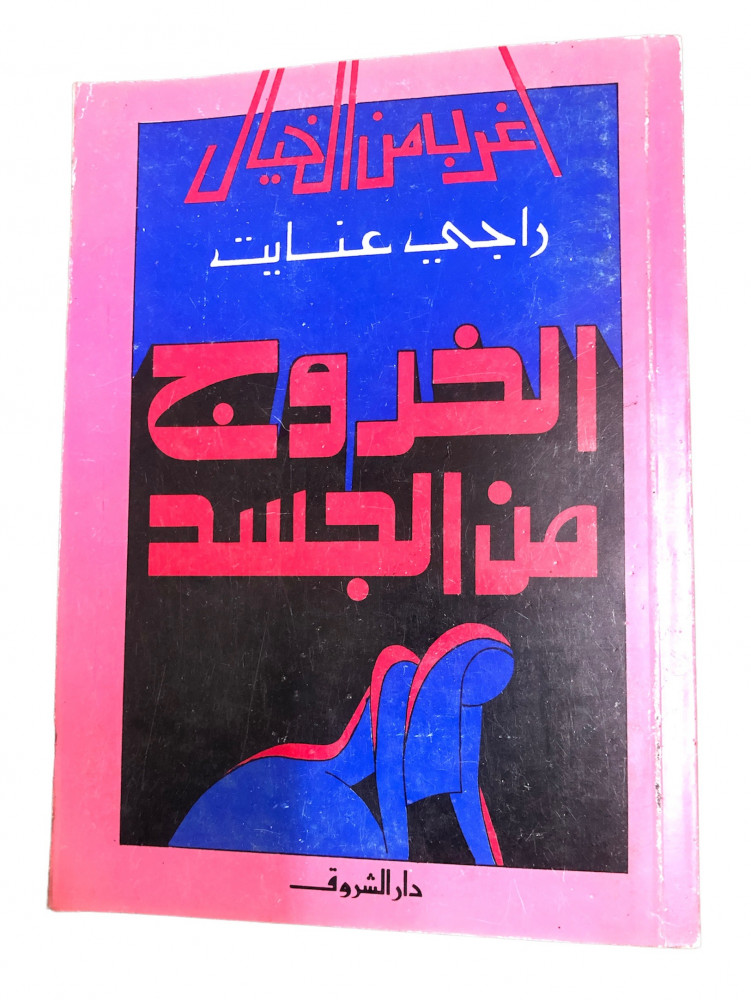 أغرب من الخيال
راجي عنايت
الخروج
من الجسد
دار الشروق